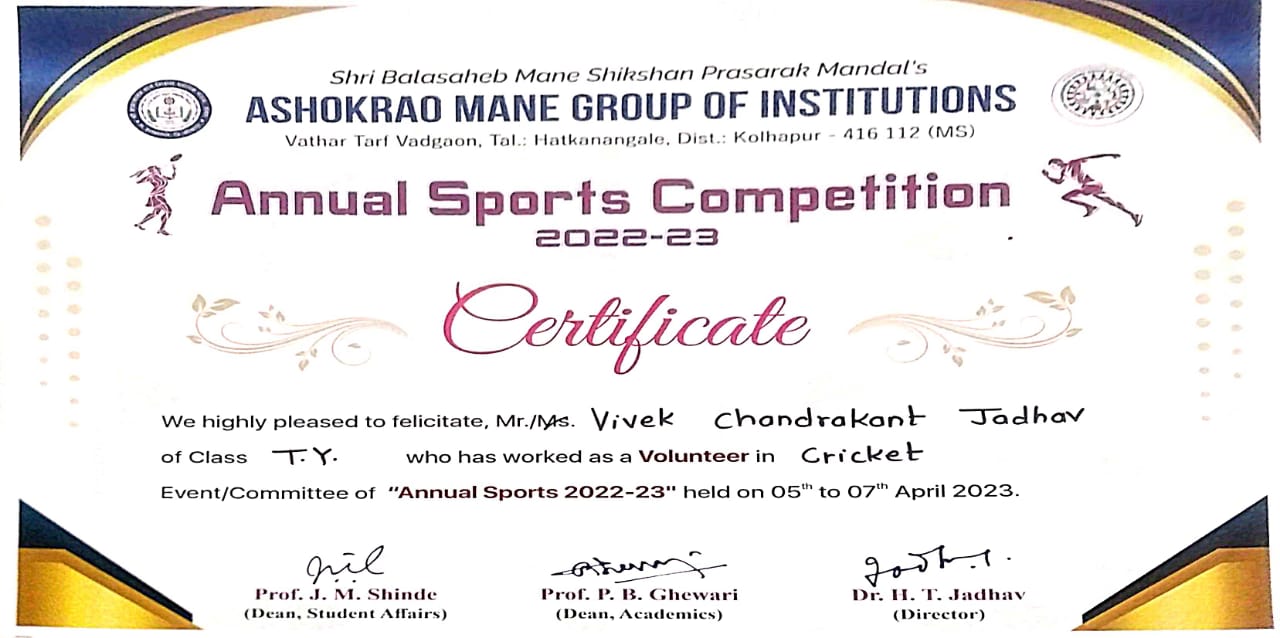 Shri Balasaheb Mane Shikshan Prasarak Mandal's
ASHOKRAO MANE GROUP OF INSTITUTIONS
Vathar Tarf Vadgaon, Tal.: Hatkanangale, Dist.: Kolhapur - 416 112 (MS)
Annual Sports Competition
2022-23
Certificate
We highly pleased to felicitate, Mr./Ms. Vivek Chandrakant Jadhav
of Class T.Y. who has worked as a Volunteer in Cricket
Event/Committee of "Annual Sports 2022-23" held on 05th to 07th April 2023.
Prof. J. M. Shinde
(Dean, Student Affairs)
Prof. P. B. Ghewari
(Dean, Academics)
Dr. H. T. Jadhav
(Director)